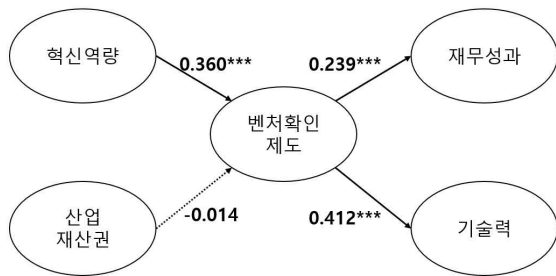 혁신역량
0.360***
0.239***
재무성과
벤처확인
제도
산업
재산권
-0.014
0.412***
기술력